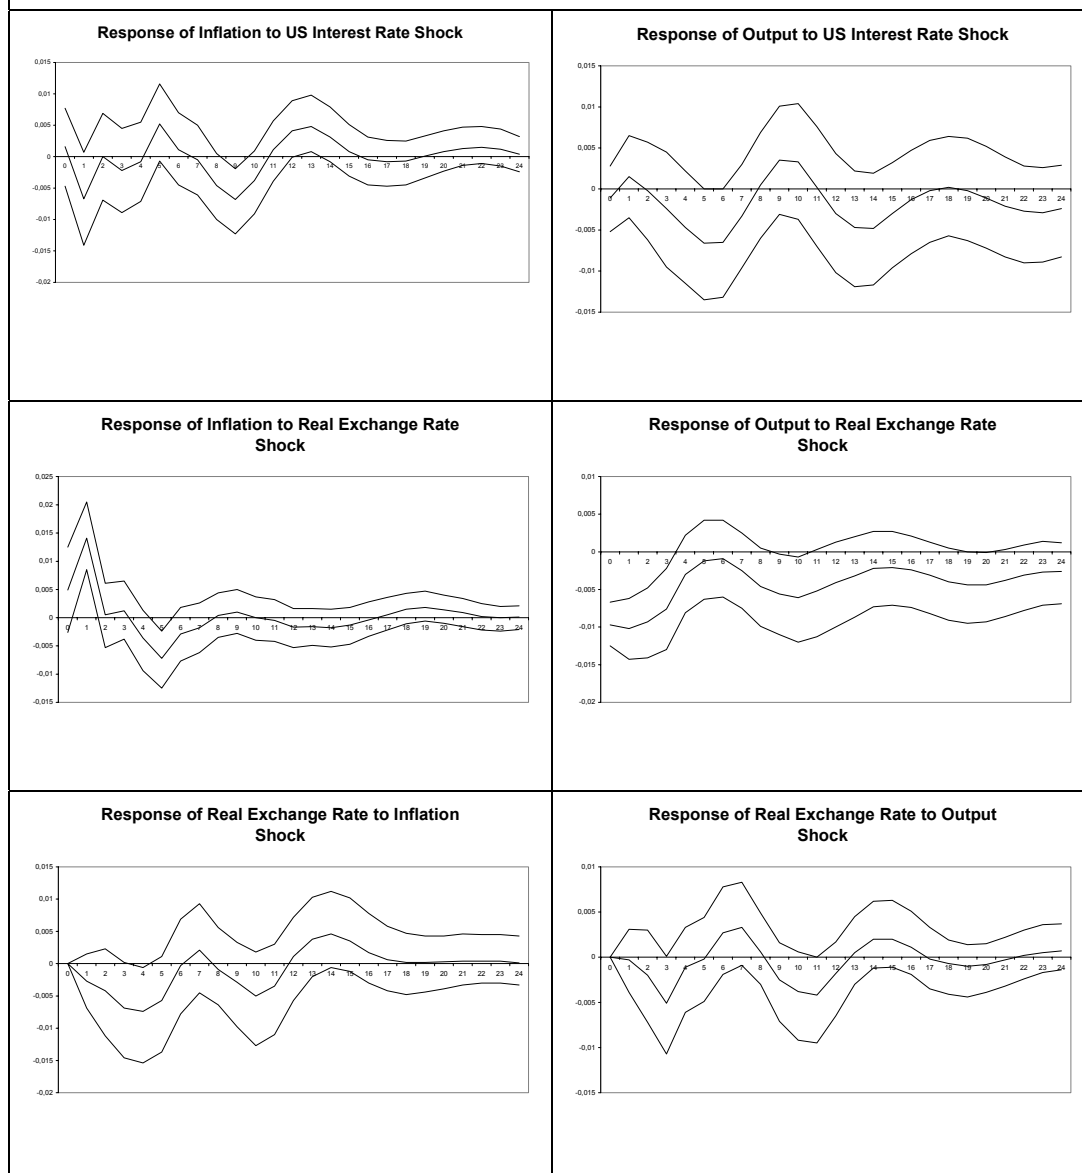 Response of Inflation to US Interest Rate Shock
0,015
0,01
0,005
0
-0,005
-0,01
-0,015
-0,02
0 1 2 3 4 5 6 7 8 9 10 11 12 13 14 15 16 17 18 19 20 21 22 23 24
Response of Output to US Interest Rate Shock
0,015
0,01
0,005
0
-0,005
-0,01
-0,015
0 1 2 3 4 5 6 7 8 9 10 11 12 13 14 15 16 17 18 19 20 21 22 23 24
Response of Inflation to Real Exchange Rate
Shock
0,025
0,02
0,015
0,01
0,005
0
-0,005
-0,01
-0,015
0 1 2 3 4 5 6 7 8 9 10 11 12 13 14 15 16 17 18 19 20 21 22 23 24
Response of Output to Real Exchange Rate
Shock
0,01
0,005
0
-0,005
-0,01
-0,015
-0,02
0 1 2 3 4 5 6 7 8 9 10 11 12 13 14 15 16 17 18 19 20 21 22 23 24
Response of Real Exchange Rate to Inflation
Shock
0,015
0,01
0,005
0
-0,005
-0,01
-0,015
-0,02
0 1 2 3 4 5 6 7 8 9 10 11 12 13 14 15 16 17 18 19 20 21 22 23 24
Response of Real Exchange Rate to Output
Shock
0,01
0,005
0
-0,005
-0,01
-0,015
0 1 2 3 4 5 6 7 8 9 10 11 12 13 14 15 16 17 18 19 20 21 22 23 24